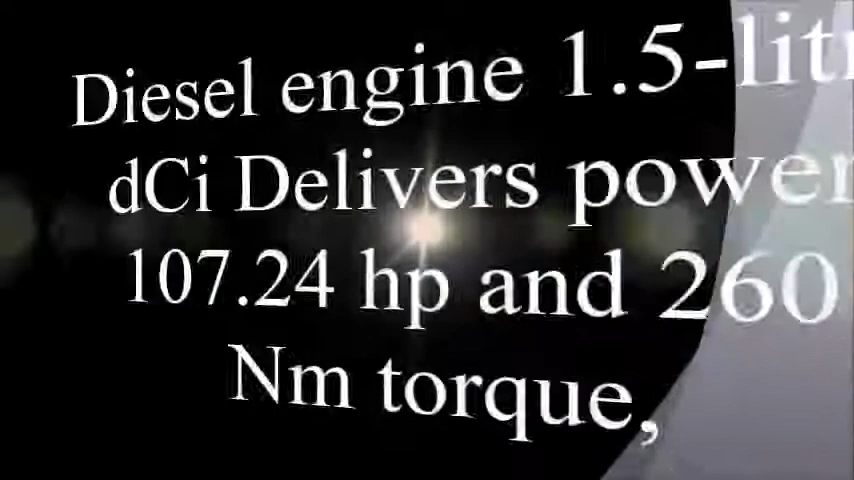 Diesel engine 1.5-litr
dCi Delivers power
107.24 hp and 260
Nm torque,